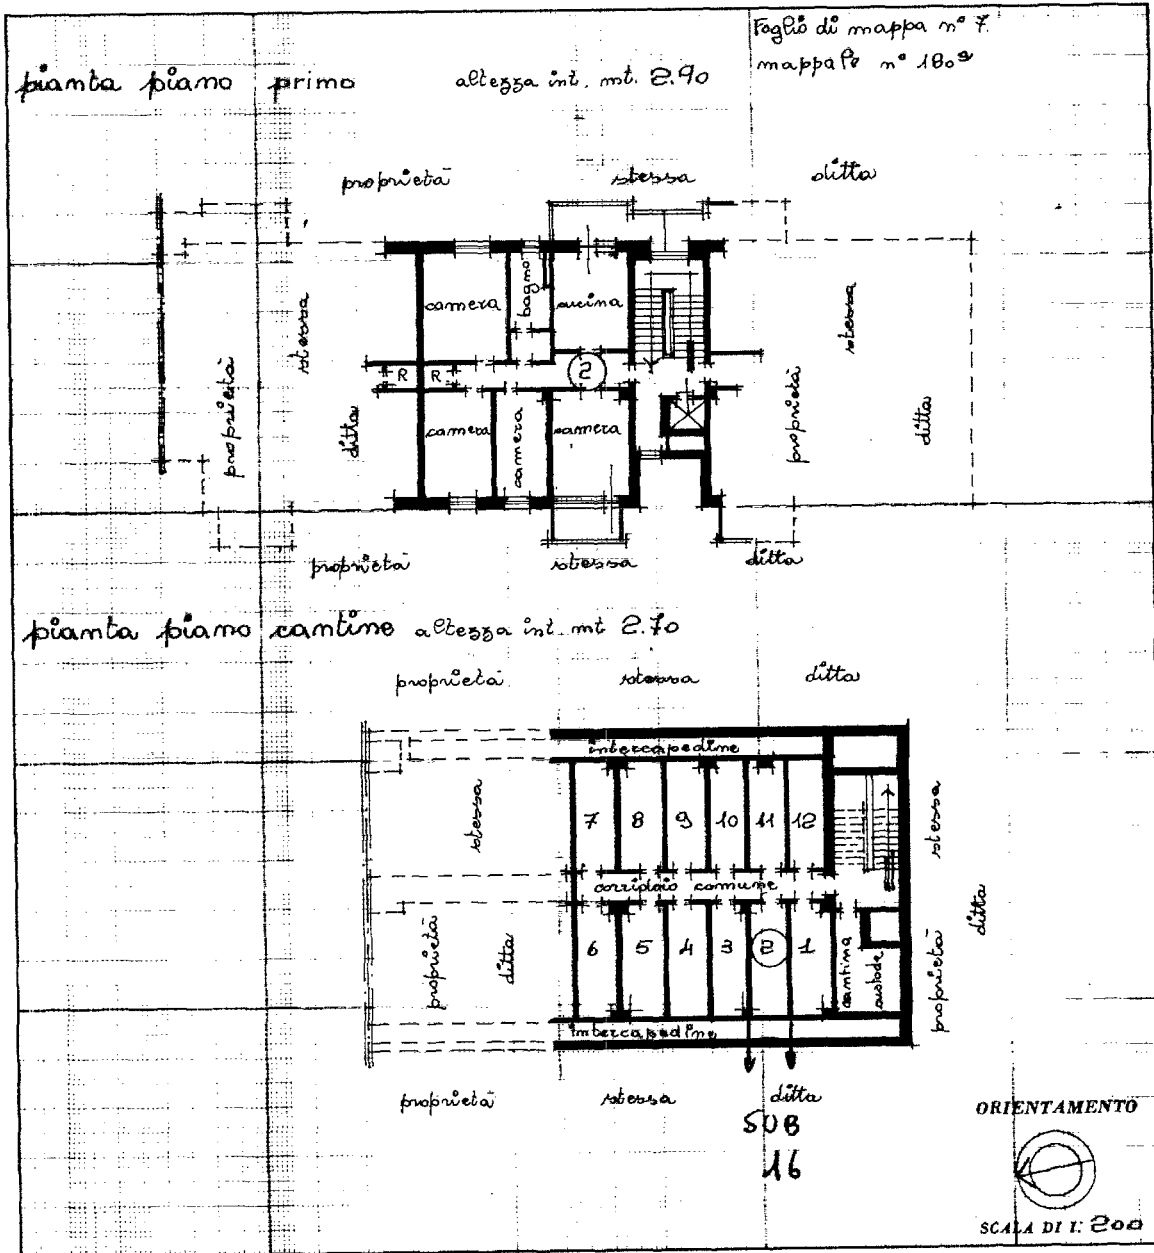 Foglio di mappa n° 7.
mappale n° 180ª
pianta piano primo
altezza int. mt. 2.90
proprietà stessa ditta
camera
bagno
cucina
stessa
proprietà
ditta
R R
2
camera
camera
camera
stessa
proprietà
ditta
proprietà stessa ditta
pianta piano cantine altezza int. mt 2.70
proprietà stessa ditta
intercapedine
7 8 9 10 11 12
stessa
stessa
corridoio comune
proprietà
ditta
6 5 4 3 2 1
cantina
custode
proprietà
ditta
intercapedine
proprietà stessa ditta
SUB
16
ORIENTAMENTO
SCALA DI 1: 200